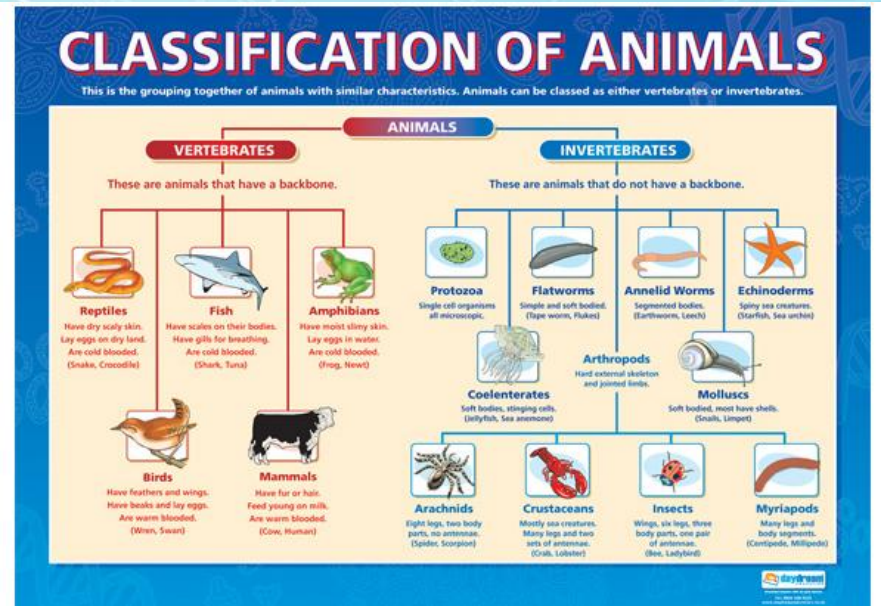 CLASSIFICATION OF ANIMALS
This is the grouping together of animals with similar characteristics. Animals can be classed as either vertebrates or invertebrates.
ANIMALS
VERTEBRATES
These are animals that have a backbone.
Reptiles
Have dry scaly skin.
Lay eggs on dry land.
Are cold blooded.
(Snake, Crocodile)
Fish
Have scales on their bodies.
Have gills for breathing.
Are cold blooded.
(Shark, Tuna)
Amphibians
Have moist slimy skin.
Lay eggs in water.
Are cold blooded.
(Frog, Newt)
Birds
Have feathers and wings.
Have beaks and lay eggs.
Are warm blooded.
(Wren, Swan)
Mammals
Have fur or hair.
Feed young on milk.
Are warm blooded.
(Cow, Human)
INVERTEBRATES
These are animals that do not have a backbone.
Protozoa
Single cell organisms
all microscopic.
Flatworms
Simple and soft bodied.
(Tape worm, Flukes)
Annelid Worms
Segmented bodies.
(Earthworm, Leech)
Echinoderms
Spiny sea creatures.
(Starfish, Sea urchin)
Coelenterates
Soft bodies, stinging cells.
(Jellyfish, Sea anemone)
Arthropods
Hard external skeleton
and jointed limbs.
Molluscs
Soft bodied, most have shells.
(Snails, Limpet)
Arachnids
Eight legs, two body
parts, no antennae.
(Spider, Scorpion)
Crustaceans
Mostly sea creatures.
Many legs and two
sets of antennae.
(Crab, Lobster)
Insects
Wings, six legs, three
body parts, one pair
of antennae.
(Bee, Ladybird)
Myriapods
Many legs and
body segments.
(Centipede, Millipede)
daydream